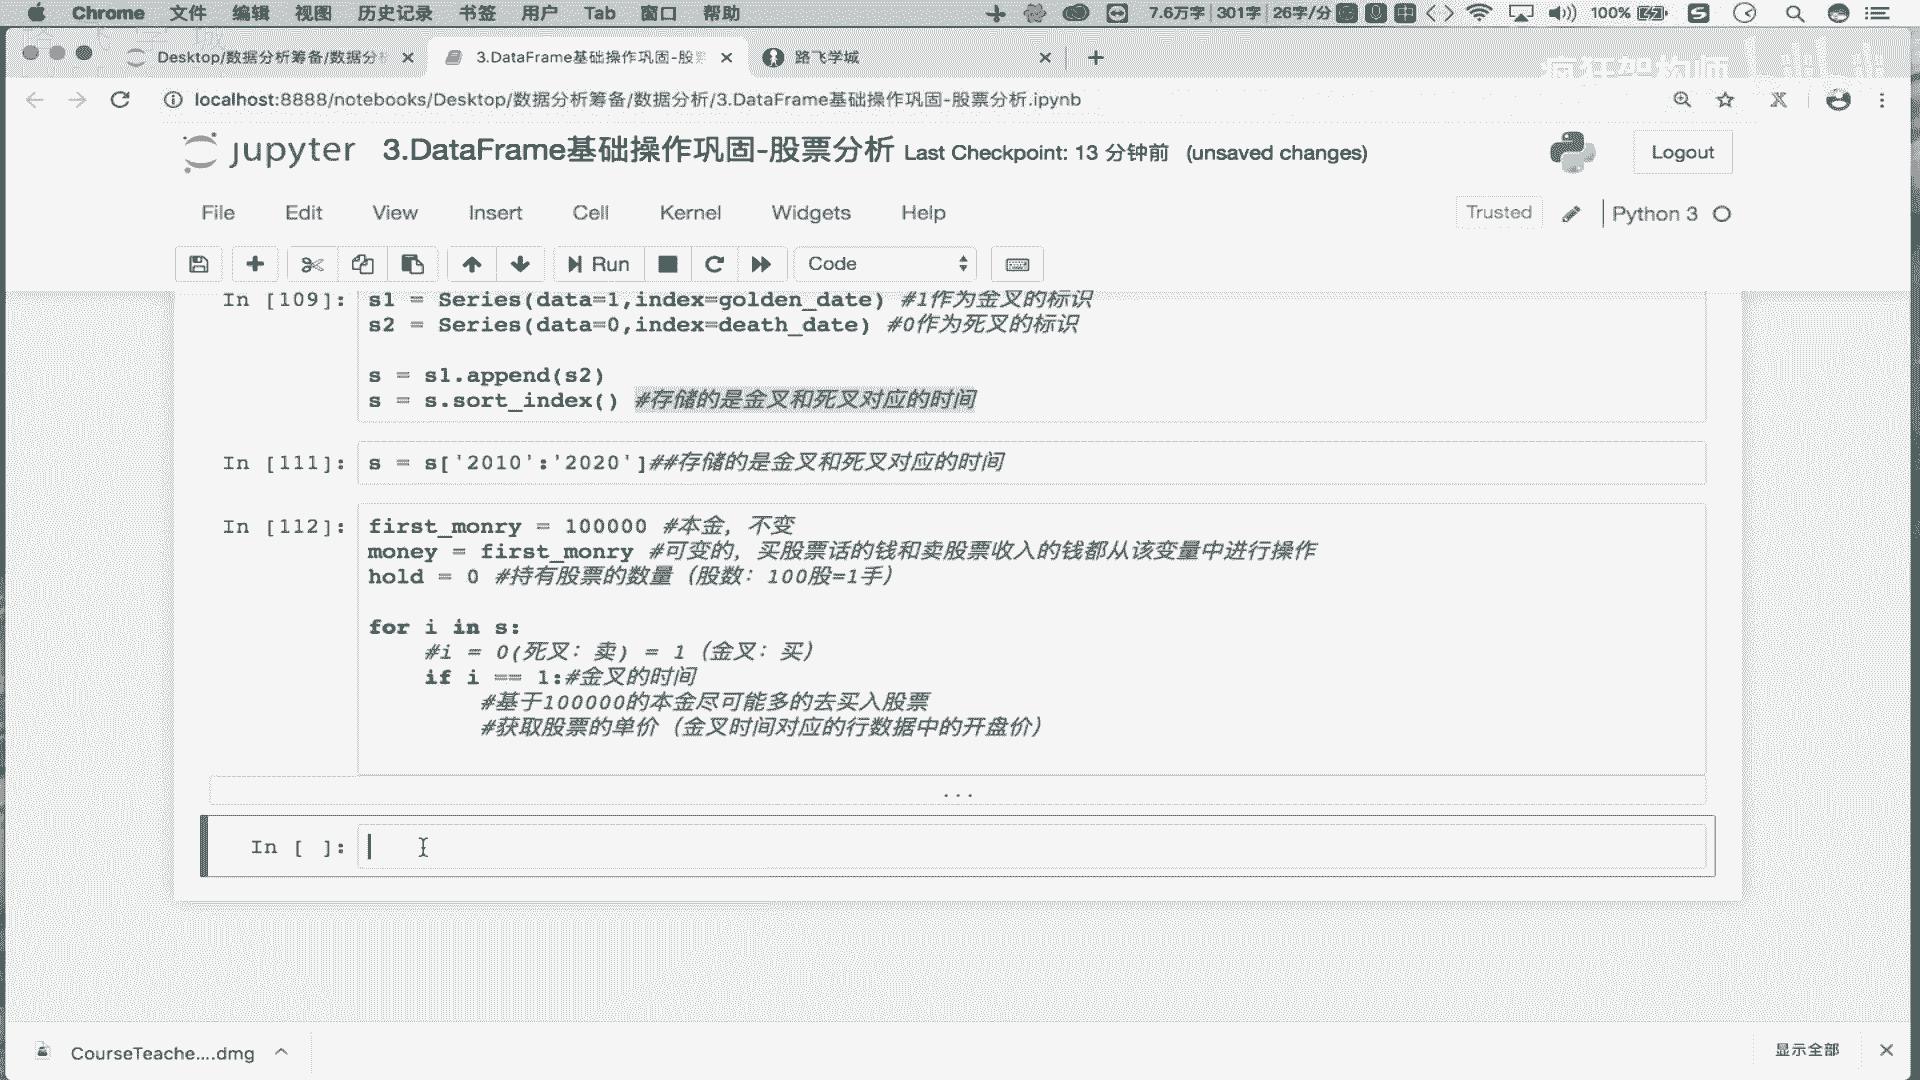 Chrome 文件 编辑 视图 历史记录 书签 用户 Tab 窗口 帮助 7.6万字 301字 26字/分 中 100%
Desktop/数据分析筹备/数据分析 3.DataFrame基础操作巩固-股票 路飞学城
疯狂架构师
localhost:8888/notebooks/Desktop/数据分析筹备/数据分析/3.DataFrame基础操作巩固-股票分析.ipynb
jupyter 3.DataFrame基础操作巩固-股票分析 Last Checkpoint: 13 分钟前 (unsaved changes) Logout
File Edit View Insert Cell Kernel Widgets Help Trusted Python 3
Run Code
In [109]: s1 = Series(data=1,index=golden_date) #1作为金叉的标识
s2 = Series(data=0,index=death_date) #0作为死叉的标识
s = s1.append(s2)
s = s.sort_index() #存储的是金叉和死叉对应的时间
In [111]: s = s['2010':'2020']##存储的是金叉和死叉对应的时间
In [112]: first_monry = 100000 #本金，不变
money = first_monry #可变的，买股票话的钱和卖股票收入的钱都从该变量中进行操作
hold = 0 #持有股票的数量（股数：100股=1手）
for i in s:
#i = 0(死叉：卖) = 1（金叉：买）
if i == 1:#金叉的时间
#基于100000的本金尽可能多的去买入股票
#获取股票的单价（金叉时间对应的行数据中的开盘价）
...
In [ ]:
CourseTeache....dmg 显示全部